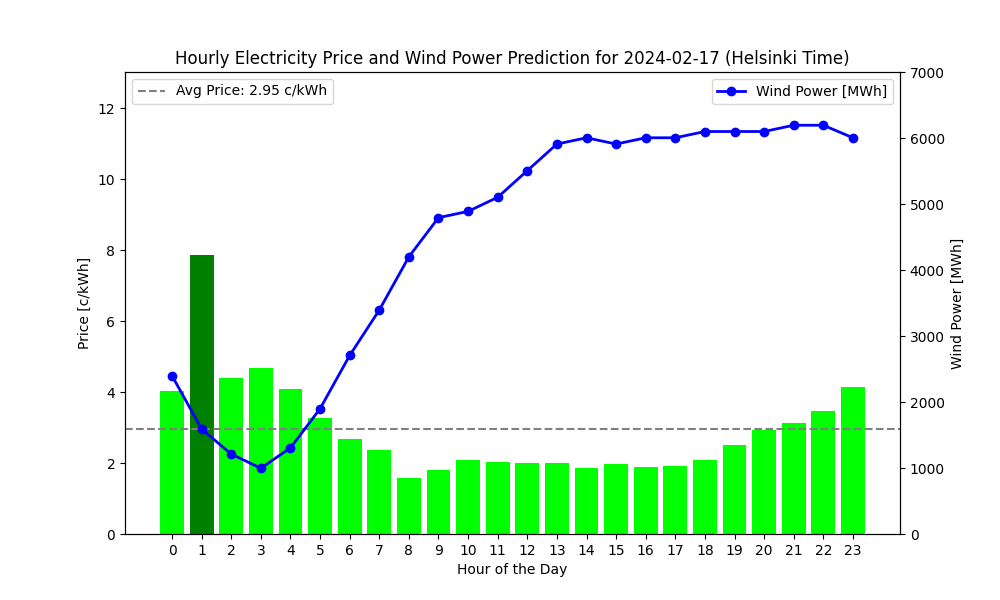 Hourly Electricity Price and Wind Power Prediction for 2024-02-17 (Helsinki Time)
Avg Price: 2.95 c/kWh
Wind Power [MWh]
Price [c/kWh]
12
10
8
6
4
2
0
7000
6000
5000
4000
3000
2000
1000
0
Wind Power [MWh]
0 1 2 3 4 5 6 7 8 9 10 11 12 13 14 15 16 17 18 19 20 21 22 23
Hour of the Day